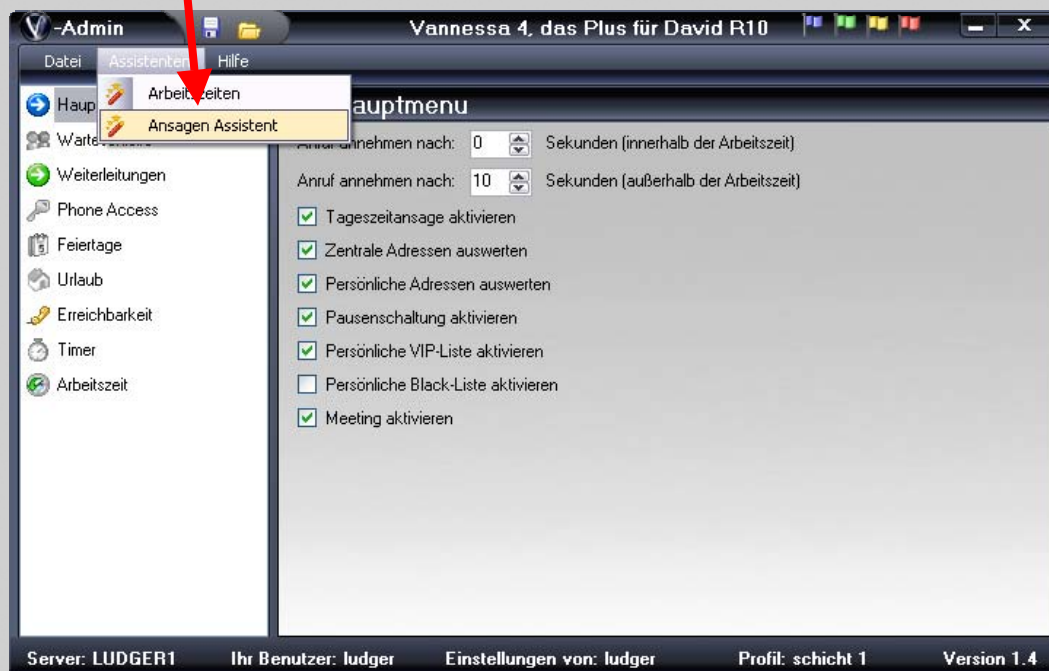 V-Admin Vannessa 4, das Plus für David R10
Datei Assistenten Hilfe
Arbeitszeiten
Ansagen Assistent
Haup
auptmenu
Anruf annehmen nach: 0 Sekunden (innerhalb der Arbeitszeit)
Anruf annehmen nach: 10 Sekunden (außerhalb der Arbeitszeit)
Weiterleitungen
Phone Access
Feiertage
Urlaub
Erreichbarkeit
Timer
Arbeitszeit
Tageszeitansage aktivieren
Zentrale Adressen auswerten
Persönliche Adressen auswerten
Pausenschaltung aktivieren
Persönliche VIP-Liste aktivieren
Persönliche Black-Liste aktivieren
Meeting aktivieren
Server: LUDGER1 Ihr Benutzer: ludger Einstellungen von: ludger Profil: schicht 1 Version 1.4